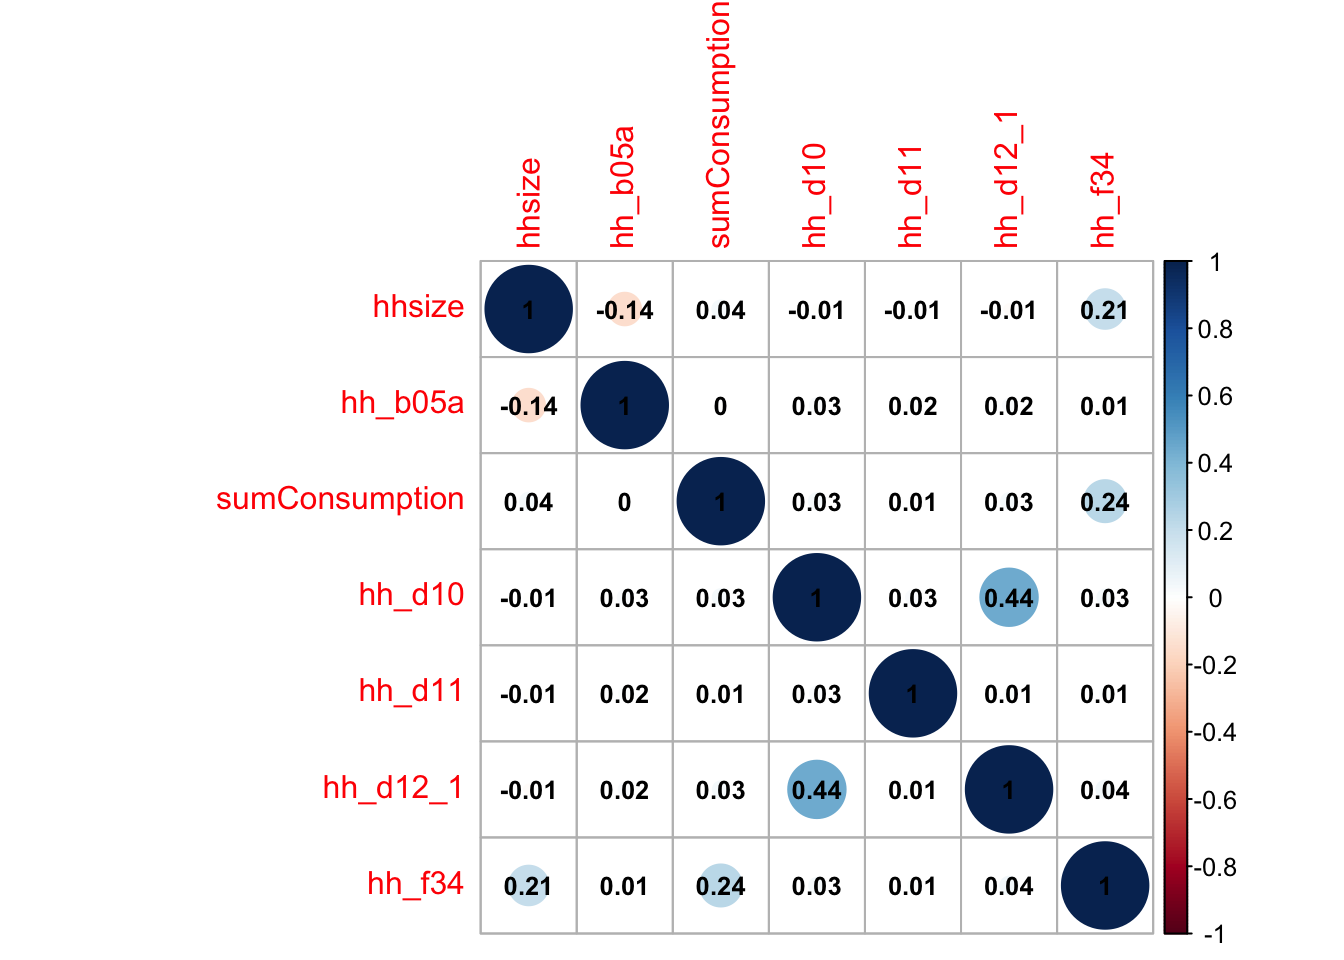 hhsize hh_b05a sumConsumption hh_d10 hh_d11 hh_d12_1 hh_f34
hhsize 1 -0.14 0.04 -0.01 -0.01 -0.01 0.21
hh_b05a -0.14 1 0 0.03 0.02 0.02 0.01
sumConsumption 0.04 0 1 0.03 0.01 0.03 0.24
hh_d10 -0.01 0.03 0.03 1 0.03 0.44 0.03
hh_d11 -0.01 0.02 0.01 0.03 1 0.01 0.01
hh_d12_1 -0.01 0.02 0.03 0.44 0.01 1 0.04
hh_f34 0.21 0.01 0.24 0.03 0.01 0.04 1
1
0.8
0.6
0.4
0.2
0
-0.2
-0.4
-0.6
-0.8
-1